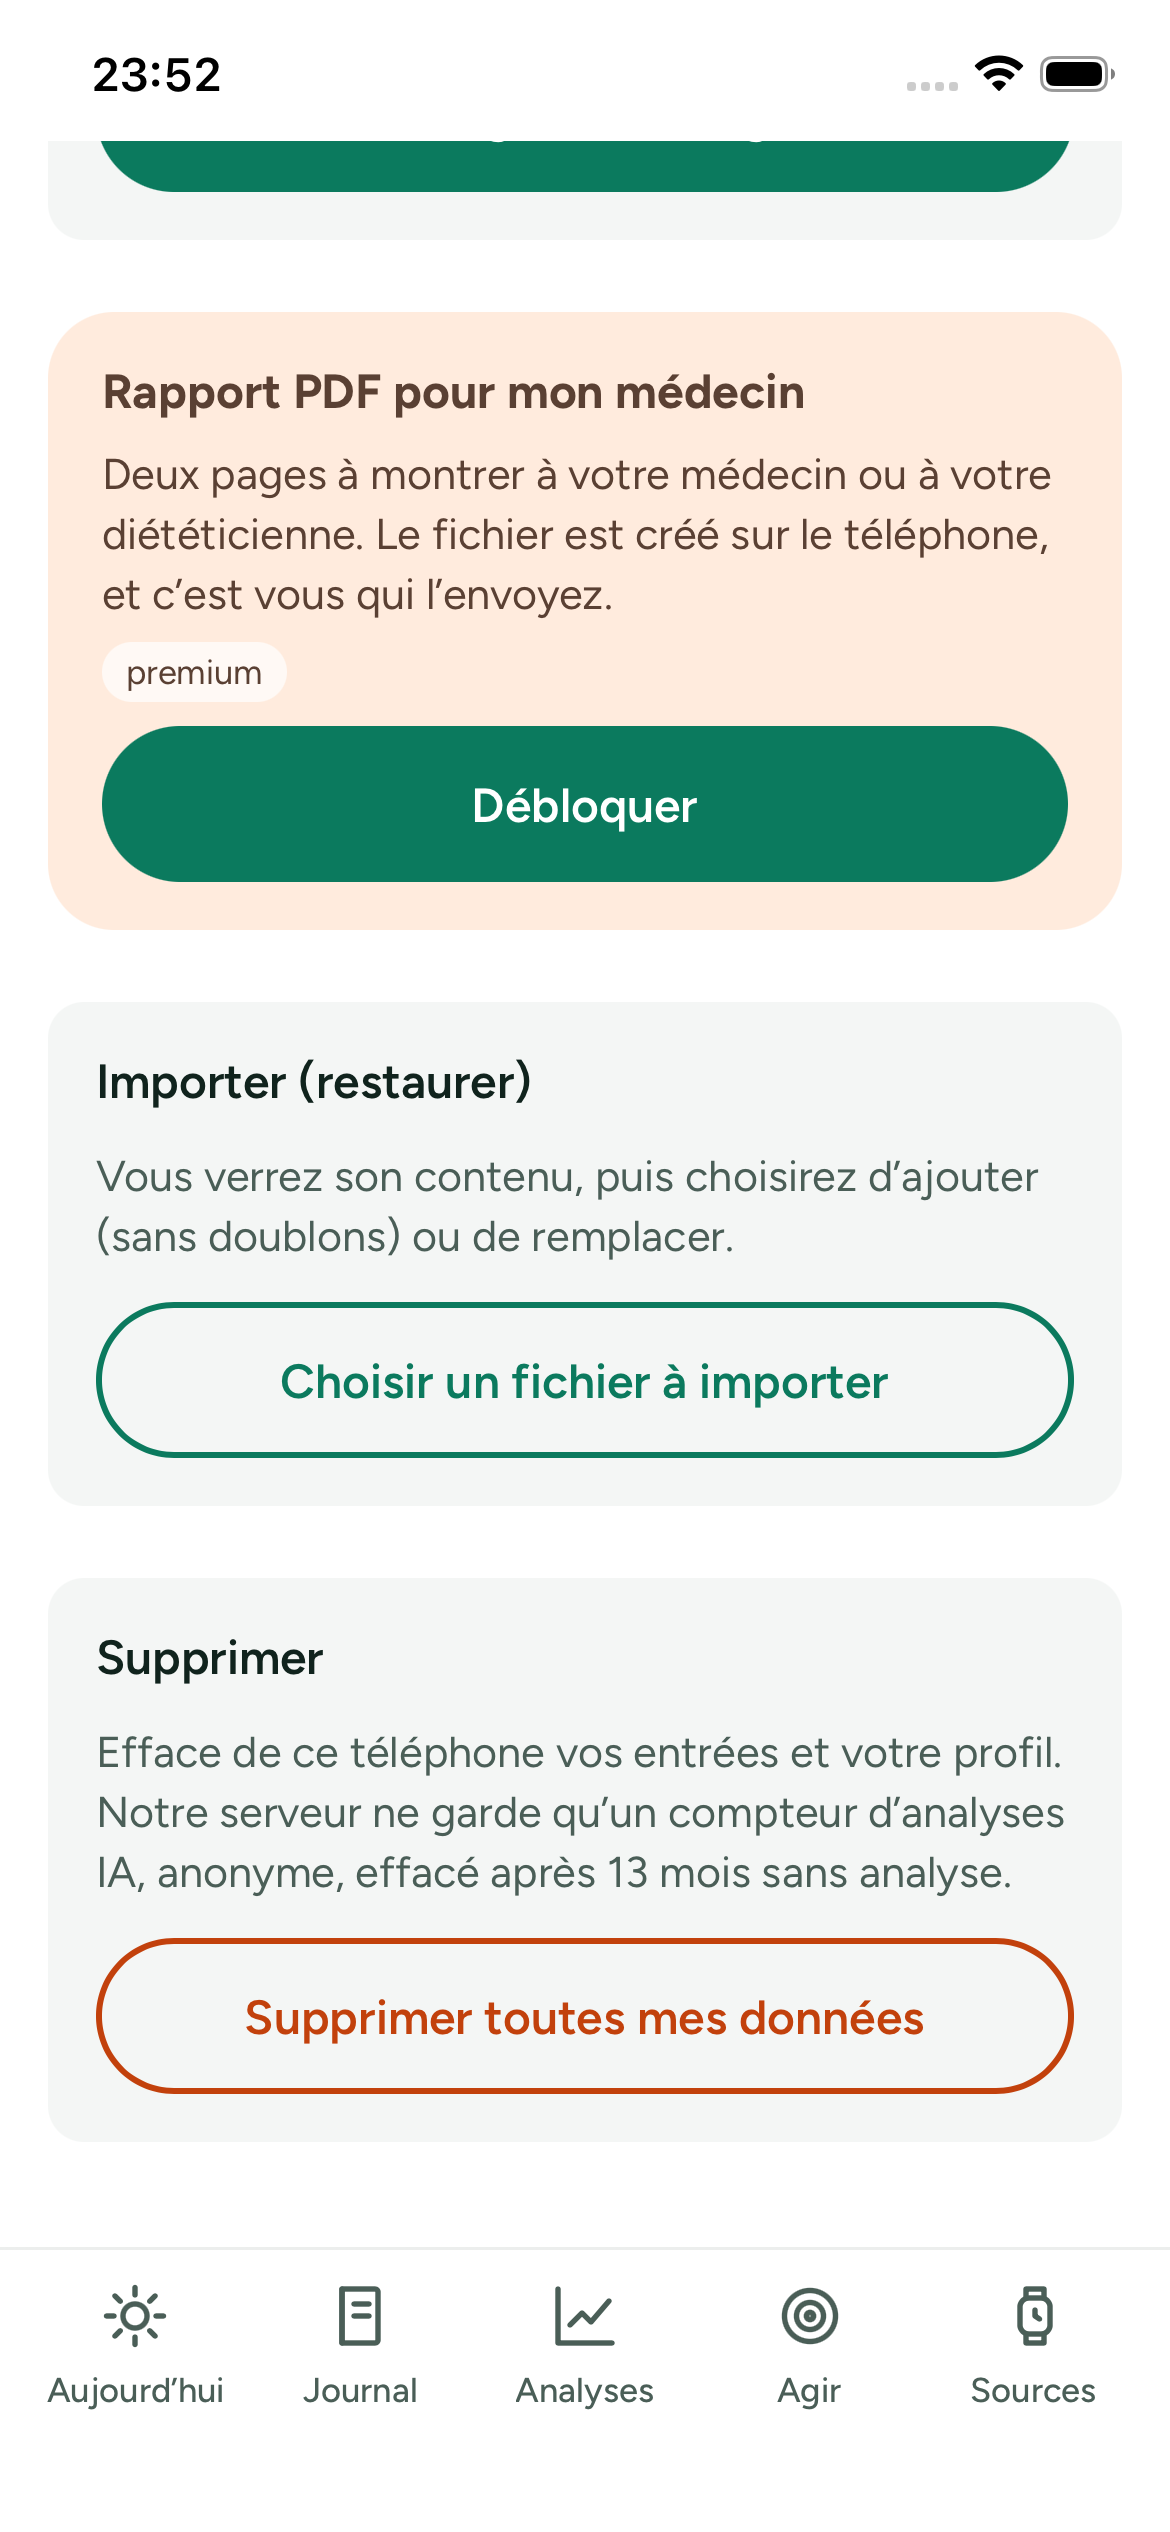 23:52
Rapport PDF pour mon médecin
Deux pages à montrer à votre médecin ou à votre
diététicienne. Le fichier est créé sur le téléphone,
et c’est vous qui l’envoyez.
premium
Débloquer
Importer (restaurer)
Vous verrez son contenu, puis choisirez d’ajouter
(sans doublons) ou de remplacer.
Choisir un fichier à importer
Supprimer
Efface de ce téléphone vos entrées et votre profil.
Notre serveur ne garde qu’un compteur d’analyses
IA, anonyme, effacé après 13 mois sans analyse.
Supprimer toutes mes données
Aujourd’hui
Journal
Analyses
Agir
Sources